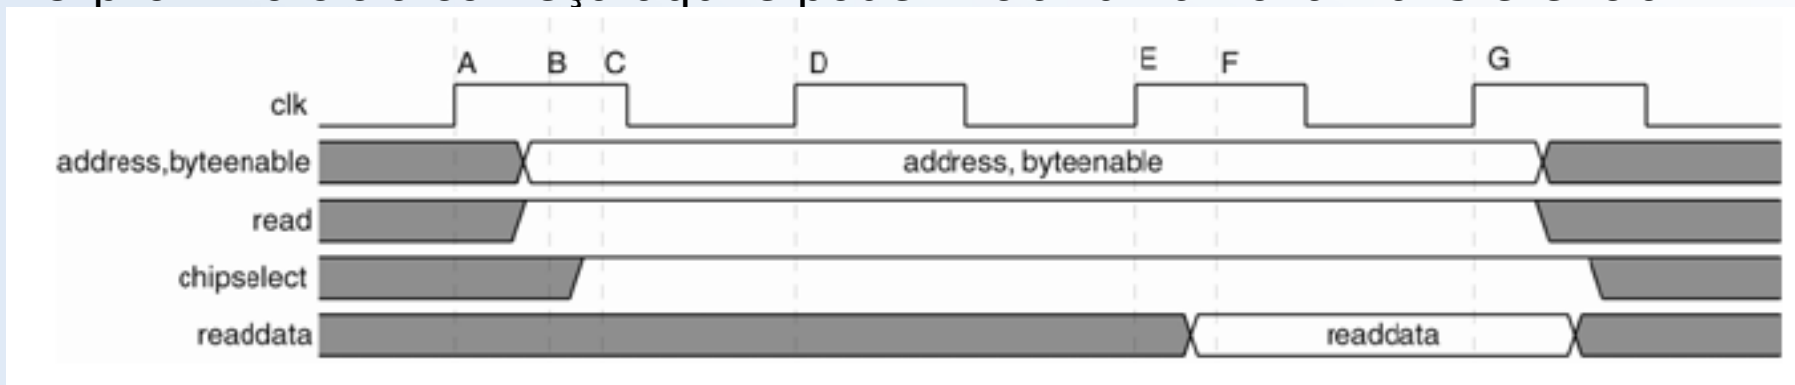 A B C D E F G
clk
address,byteenable address, byteenable
read
chipselect
readdata readdata